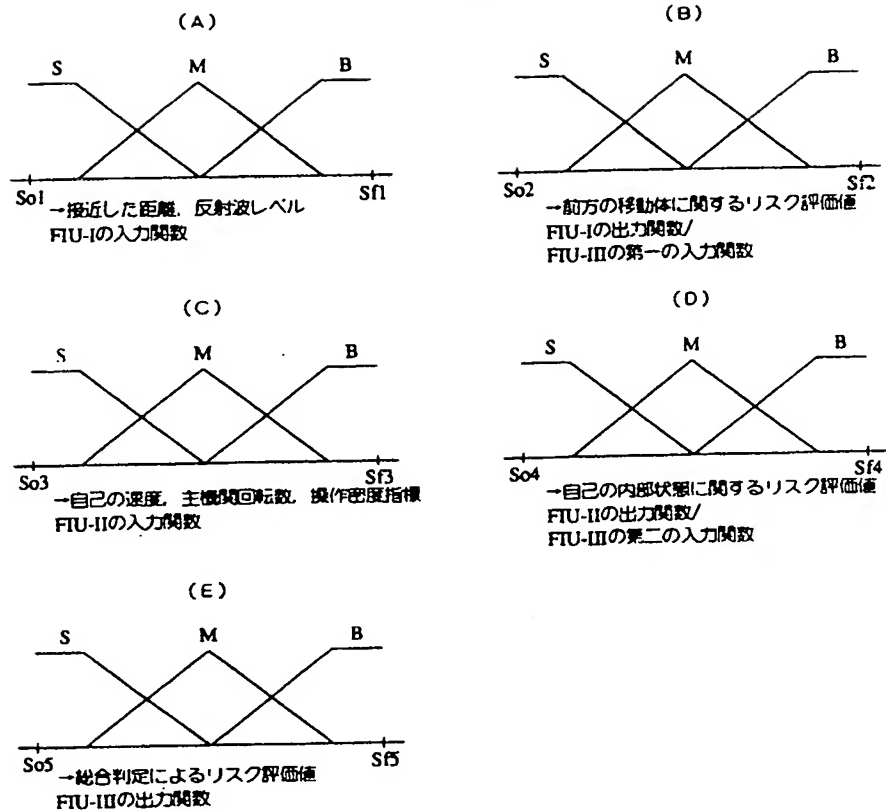 (A)
S M B
So1 Sf1
→接近した距離, 反射波レベル
FIU-Iの入力関数
(B)
S M B
So2 Sf2
→前方の移動体に関するリスク評価値
FIU-Iの出力関数/
FIU-IIIの第一の入力関数
(C)
S M B
So3 Sf3
→自己の速度, 主機関回転数, 操作密度指標
FIU-IIの入力関数
(D)
S M B
So4 Sf4
→自己の内部状態に関するリスク評価値
FIU-IIの出力関数/
FIU-IIIの第二の入力関数
(E)
S M B
So5 Sf5
→総合判定によるリスク評価値
FIU-IIIの出力関数